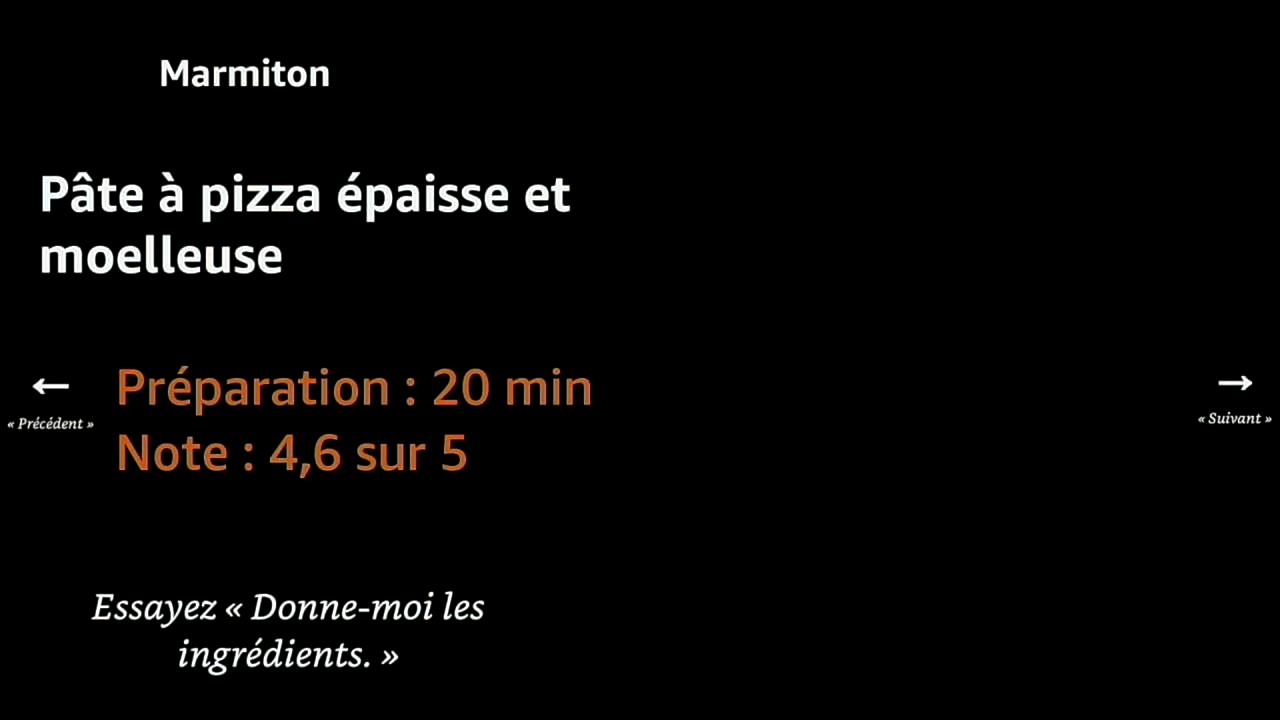 Marmiton
Pâte à pizza épaisse et
moelleuse
←
→
Préparation : 20 min
« Précédent »
« Suivant »
Note : 4,6 sur 5
Essayez « Donne-moi les
ingrédients. »